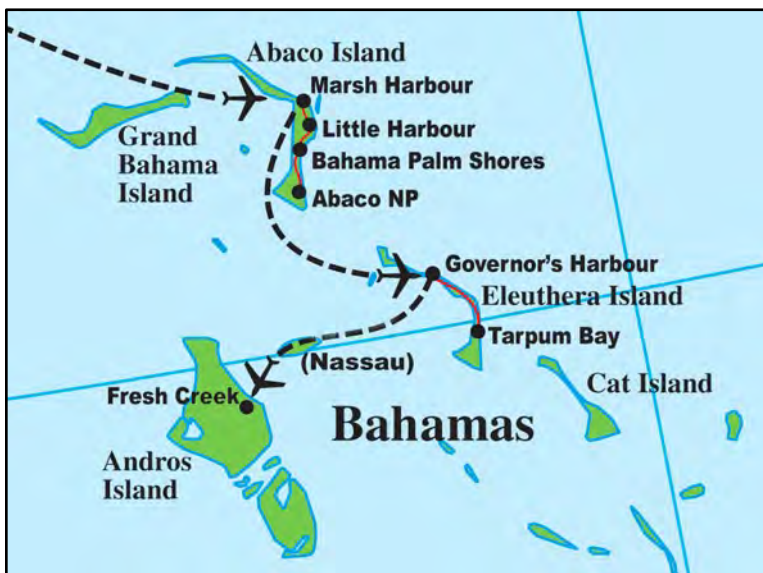 Abaco Island
Marsh Harbour
Little Harbour
Grand
Bahama
Island
Bahama Palm Shores
Abaco NP
Governor's Harbour
Eleuthera Island
Tarpum Bay
(Nassau)
Cat Island
Fresh Creek
Bahamas
Andros
Island